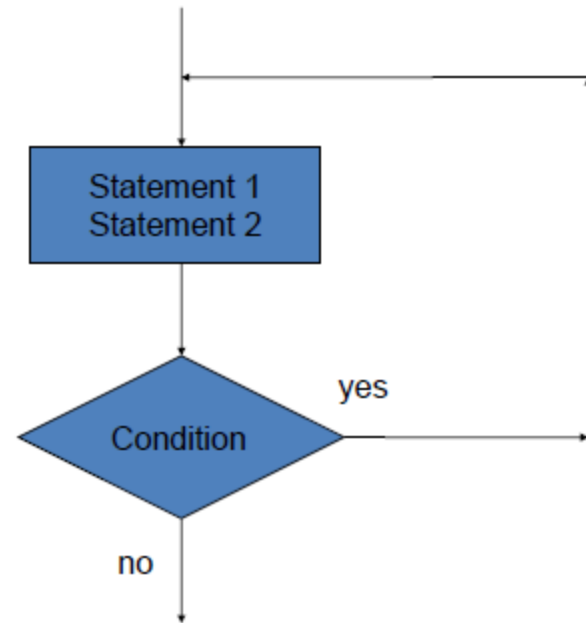 Statement 1
Statement 2
yes
Condition
no